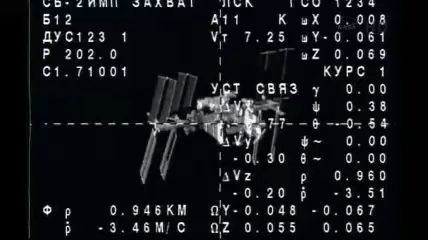 СБ-2ИМП ЗАХВАТ ЛСК ГСО 1234
Б12 А11 К ω X 0.008
ДУС123 1 Vт 7.25 ω Y -0.061
Р 202.0 ω Z 0.069
С1.71001 КУРС 1
УСТ СВЯЗ γ 0.00
ΔVx ψ 0.38
77 θ -0.54
ΔVy ψ~ 0.00
-0.30 θ~ 0.00
ΔVz ρ 0.960
-0.20 ρ̇ -3.51
Ф ρ 0.946КМ ΩY-0.048 -0.067
ρ̇ -3.46М/С ΩZ 0.055 0.065